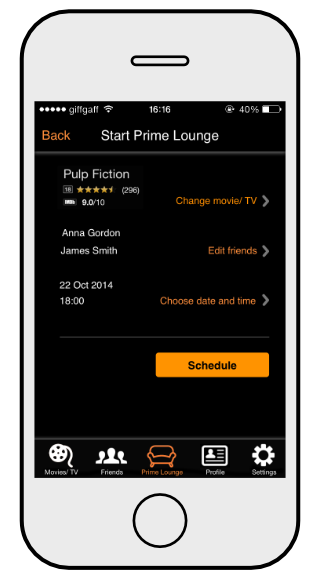 giffgaff 16:16 40%
Back Start Prime Lounge
Pulp Fiction
18 (296)
9.0/10
Change movie/ TV
Anna Gordon
James Smith
Edit friends
22 Oct 2014
18:00
Choose date and time
Schedule
Movies/ TV Friends Prime Lounge Profile Settings